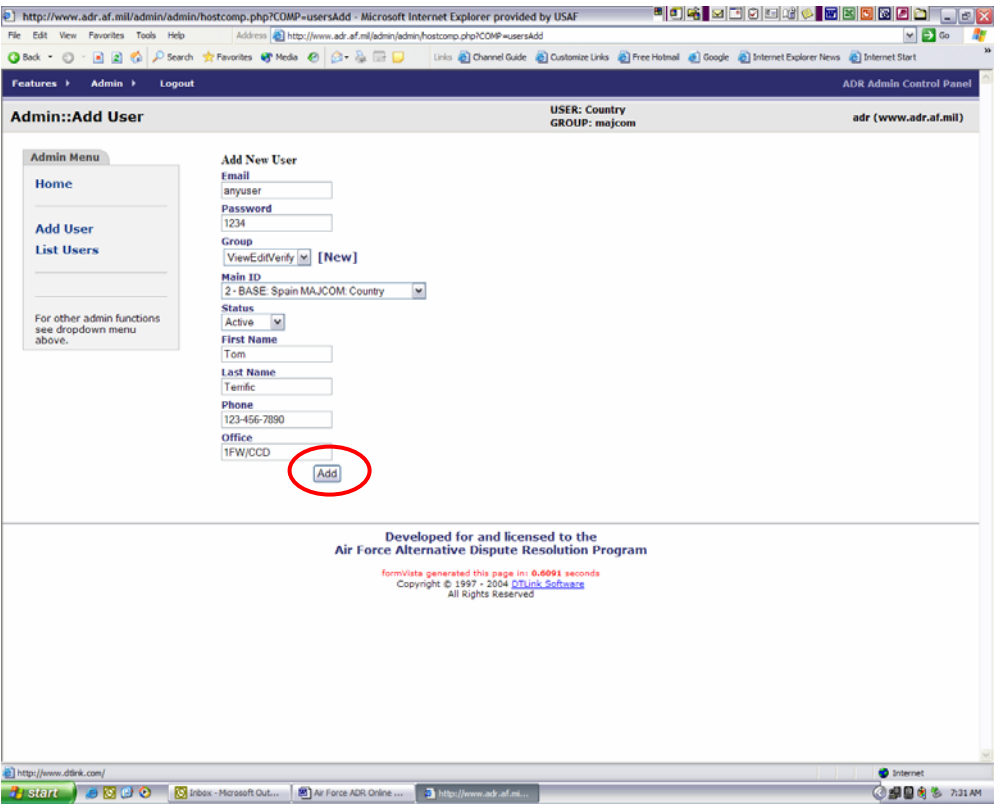 http://www.adr.af.mil/admin/admin/hostcomp.php?COMP=usersAdd - Microsoft Internet Explorer provided by USAF
File Edit View Favorites Tools Help Address http://www.adr.af.mil/admin/admin/hostcomp.php?COMP=usersAdd Go
Back Search Favorites Media Links Channel Guide Customize Links Free Hotmail Google Internet Explorer News Internet Start
Features Admin Logout ADR Admin Control Panel
Admin::Add User
USER: Country
GROUP: majcom
adr (www.adr.af.mil)
Admin Menu
Home
Add User
List Users
For other admin functions
see dropdown menu
above.
Add New User
Email
anyuser
Password
1234
Group
ViewEditVerify [New]
Main ID
2 - BASE: Spain MAJCOM: Country
Status
Active
First Name
Tom
Last Name
Terrific
Phone
123-456-7890
Office
1FW/CCD
Add
Developed for and licensed to the
Air Force Alternative Dispute Resolution Program
formVista generated this page in: 0.6091 seconds
Copyright © 1997 - 2004 DTLink Software
All Rights Reserved
http://www.dtlink.com/ Internet
start Inbox - Microsoft Out... Air Force ADR Online ... http://www.adr.af.mi... 7:31 AM